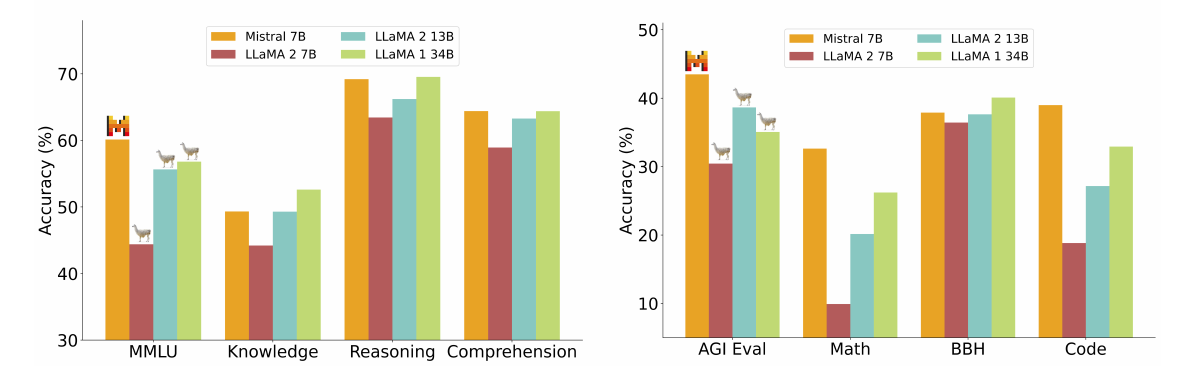 Accuracy (%)
70
60
50
40
30
Mistral 7B
LLaMA 2 7B
LLaMA 2 13B
LLaMA 1 34B
MMLU
Knowledge
Reasoning
Comprehension
Accuracy (%)
50
40
30
20
10
Mistral 7B
LLaMA 2 7B
LLaMA 2 13B
LLaMA 1 34B
AGI Eval
Math
BBH
Code